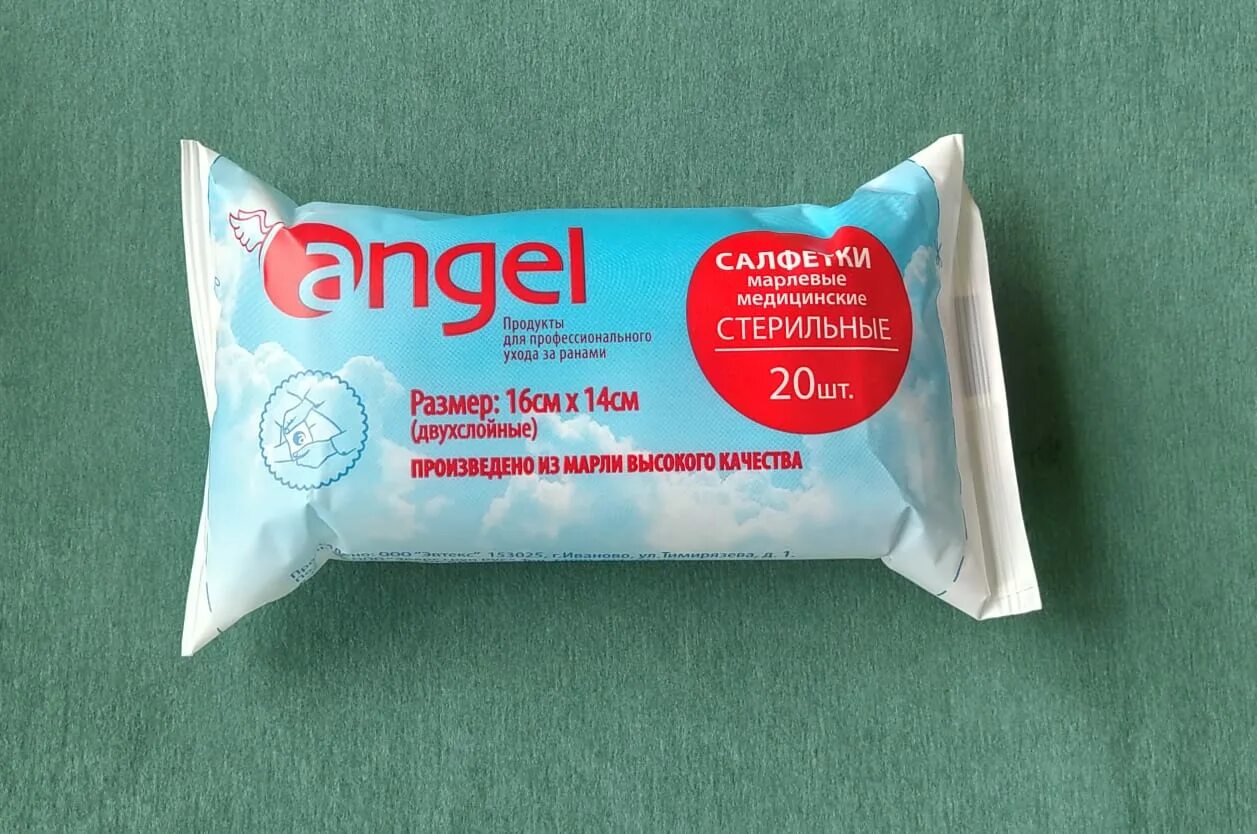 angel
Продукты
для профессионального
ухода за ранами
САЛФЕТКИ
марлевые
медицинские
СТЕРИЛЬНЫЕ
20шт.
Размер: 16см х 14см
(двухслойные)
ПРОИЗВЕДЕНО ИЗ МАРЛИ ВЫСОКОГО КАЧЕСТВА
ООО "Эвтекс" 153025, г.Иваново, ул.Тимирязева, д. 1.